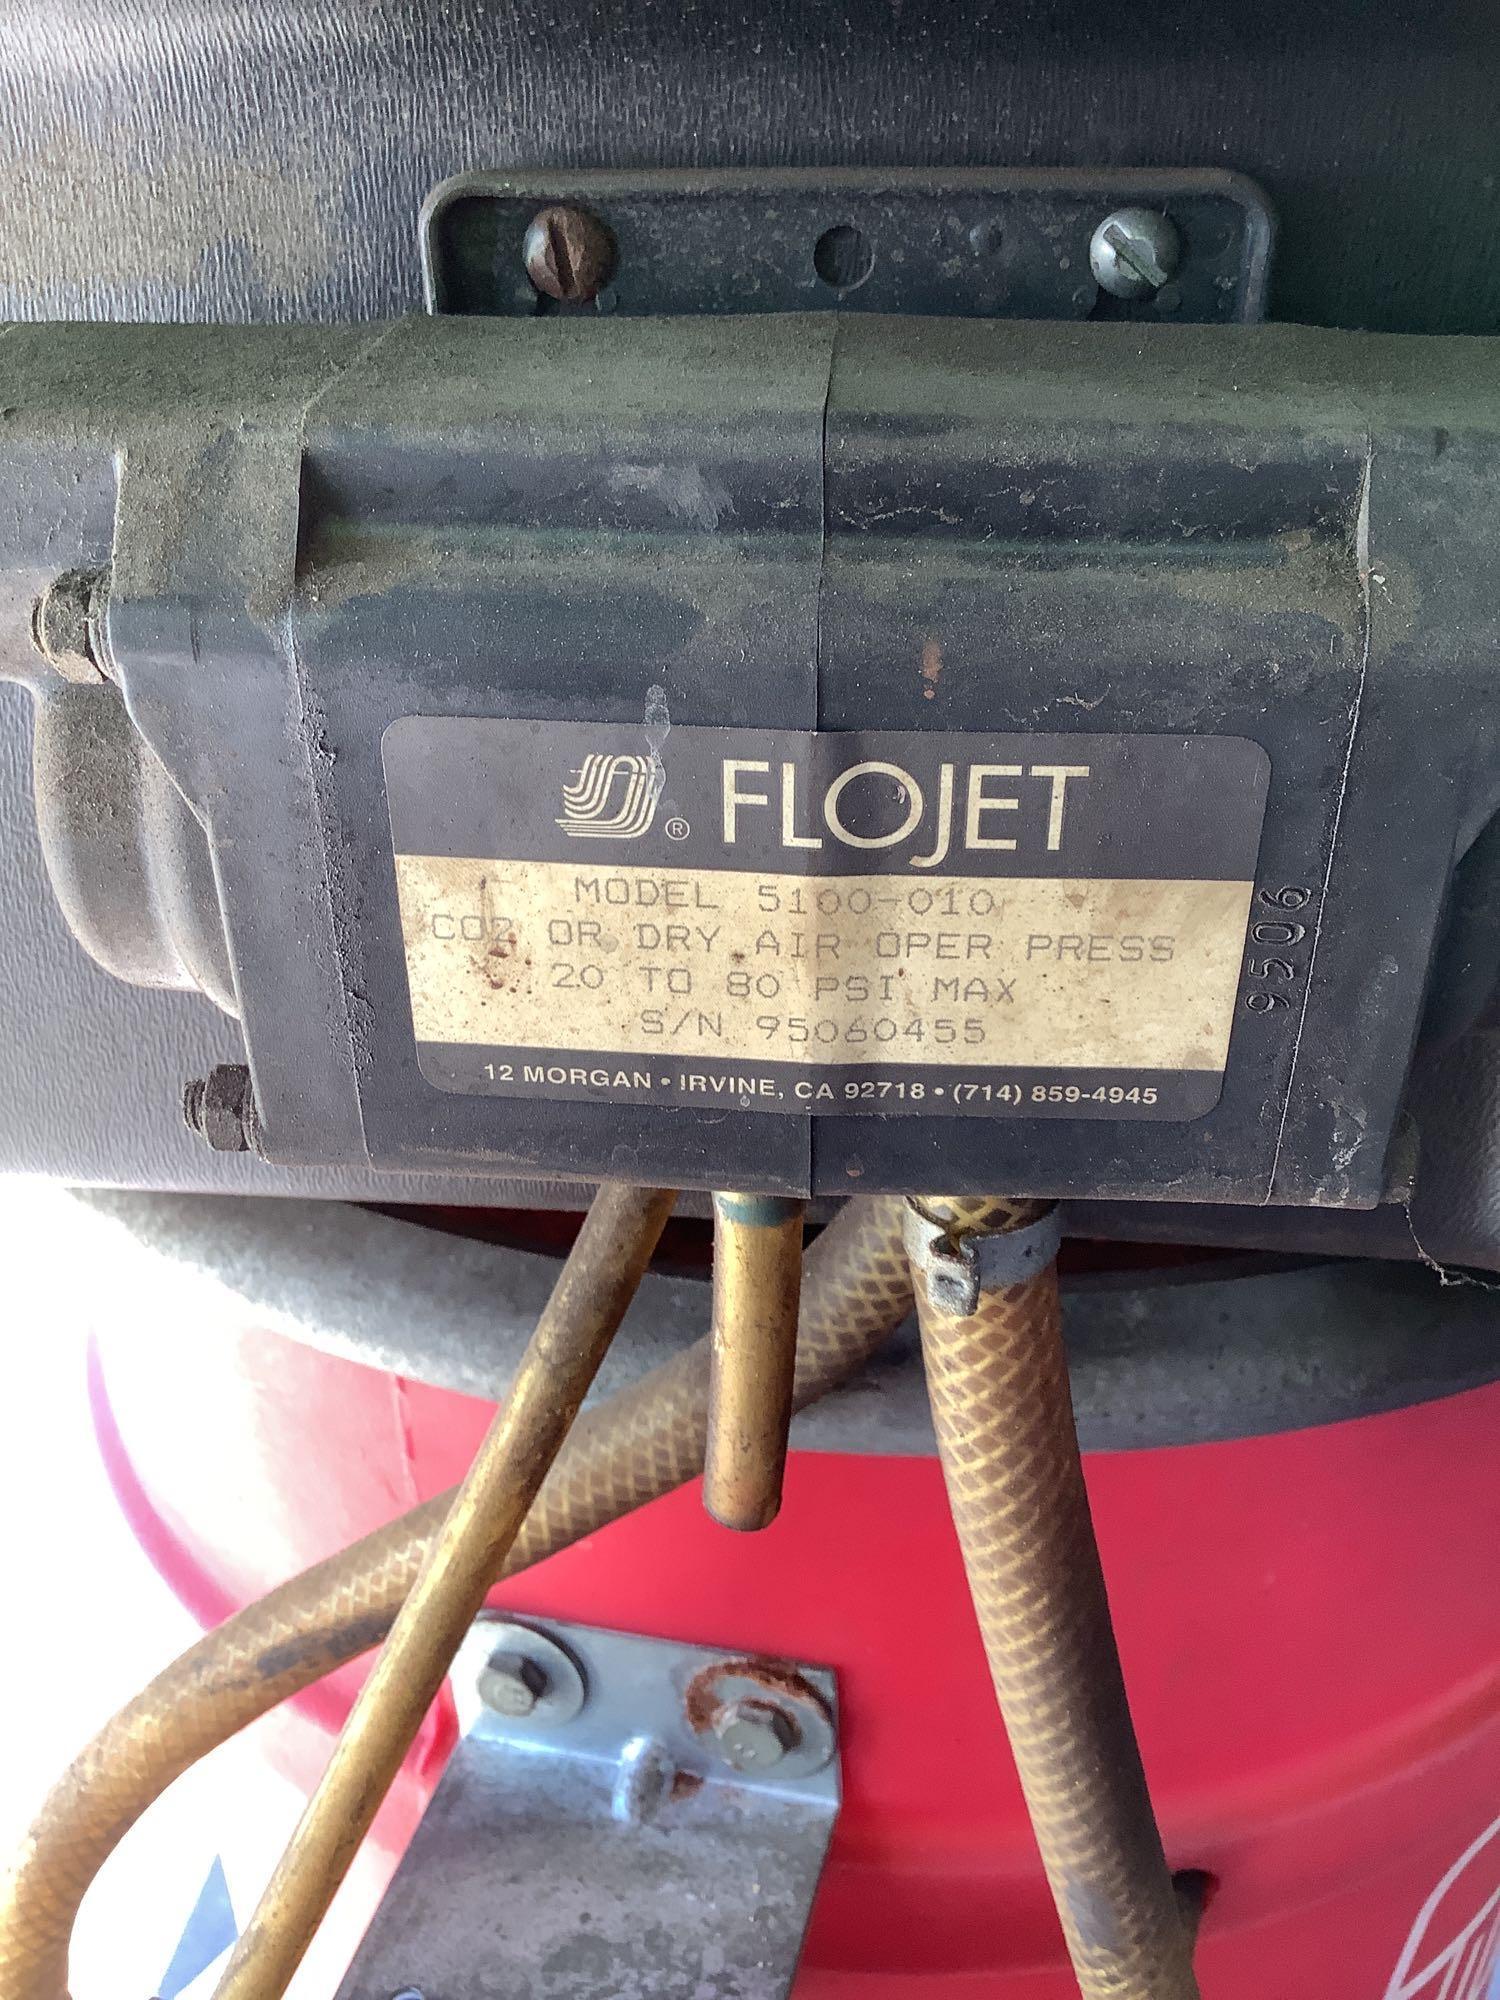 ® FLOJET
MODEL 5100-010
CO2 OR DRY AIR OPER PRESS
20 TO 80 PSI MAX
S/N 95060455
12 MORGAN • IRVINE, CA 92718 • (714) 859-4945
9506